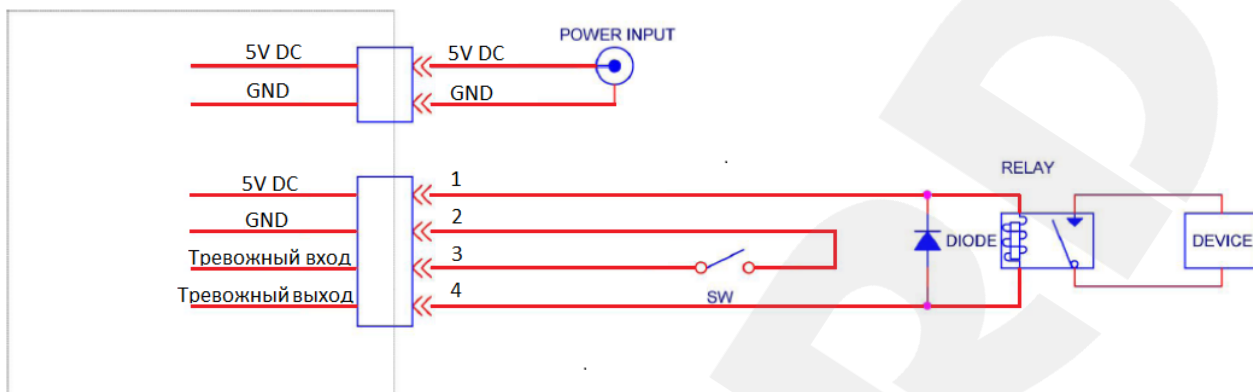 POWER INPUT
5V DC 5V DC
GND GND
5V DC 1
GND 2
Тревожный вход 3
Тревожный выход 4
SW
DIODE
RELAY
DEVICE